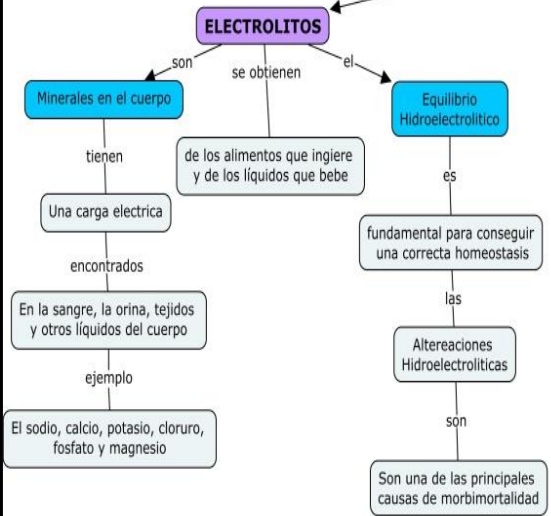 ELECTROLITOS
son
se obtienen
el
Minerales en el cuerpo
de los alimentos que ingiere
y de los líquidos que bebe
Equilibrio
Hidroelectrolitico
tienen
Una carga electrica
encontrados
En la sangre, la orina, tejidos
y otros líquidos del cuerpo
ejemplo
El sodio, calcio, potasio, cloruro,
fosfato y magnesio
es
fundamental para conseguir
una correcta homeostasis
las
Altereaciones
Hidroelectroliticas
son
Son una de las principales
causas de morbimortalidad